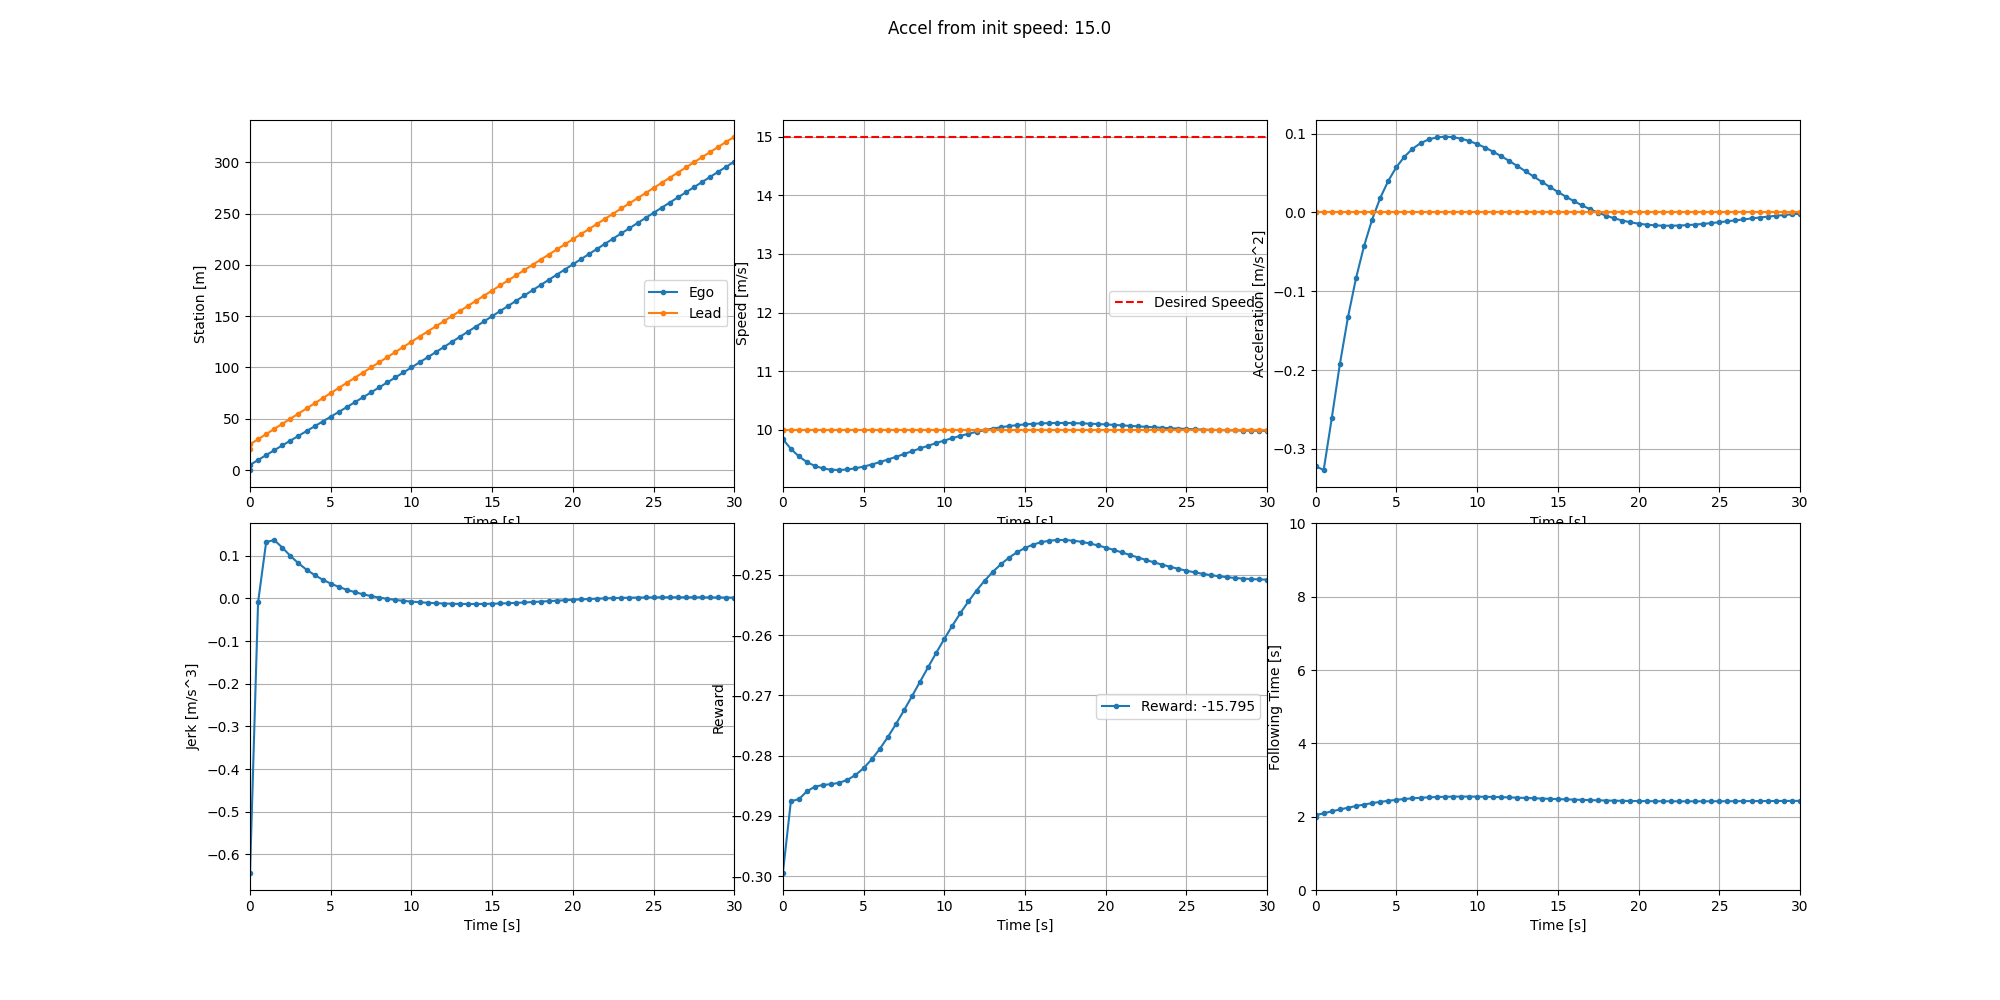 Accel from init speed: 15.0
300
250
200
150
100
50
0
Station [m]
Ego
Lead
0 5 10 15 20 25 30
Time [s]
15
14
13
12
11
10
Speed [m/s]
Desired Speed
0 5 10 15 20 25 30
Time [s]
0.1
0.0
−0.1
−0.2
−0.3
Acceleration [m/s^2]
0 5 10 15 20 25 30
Time [s]
0.1
0.0
−0.1
−0.2
−0.3
−0.4
−0.5
−0.6
Jerk [m/s^3]
0 5 10 15 20 25 30
Time [s]
−0.25
−0.26
−0.27
−0.28
−0.29
−0.30
Reward
Reward: -15.795
0 5 10 15 20 25 30
Time [s]
10
8
6
4
2
0
Following Time [s]
0 5 10 15 20 25 30
Time [s]